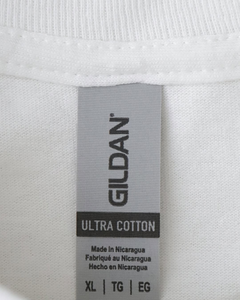 GILDAN
ULTRA COTTON
Made in Nicaragua
Fabriqué au Nicaragua
Hecho en Nicaragua
XL | TG | EG